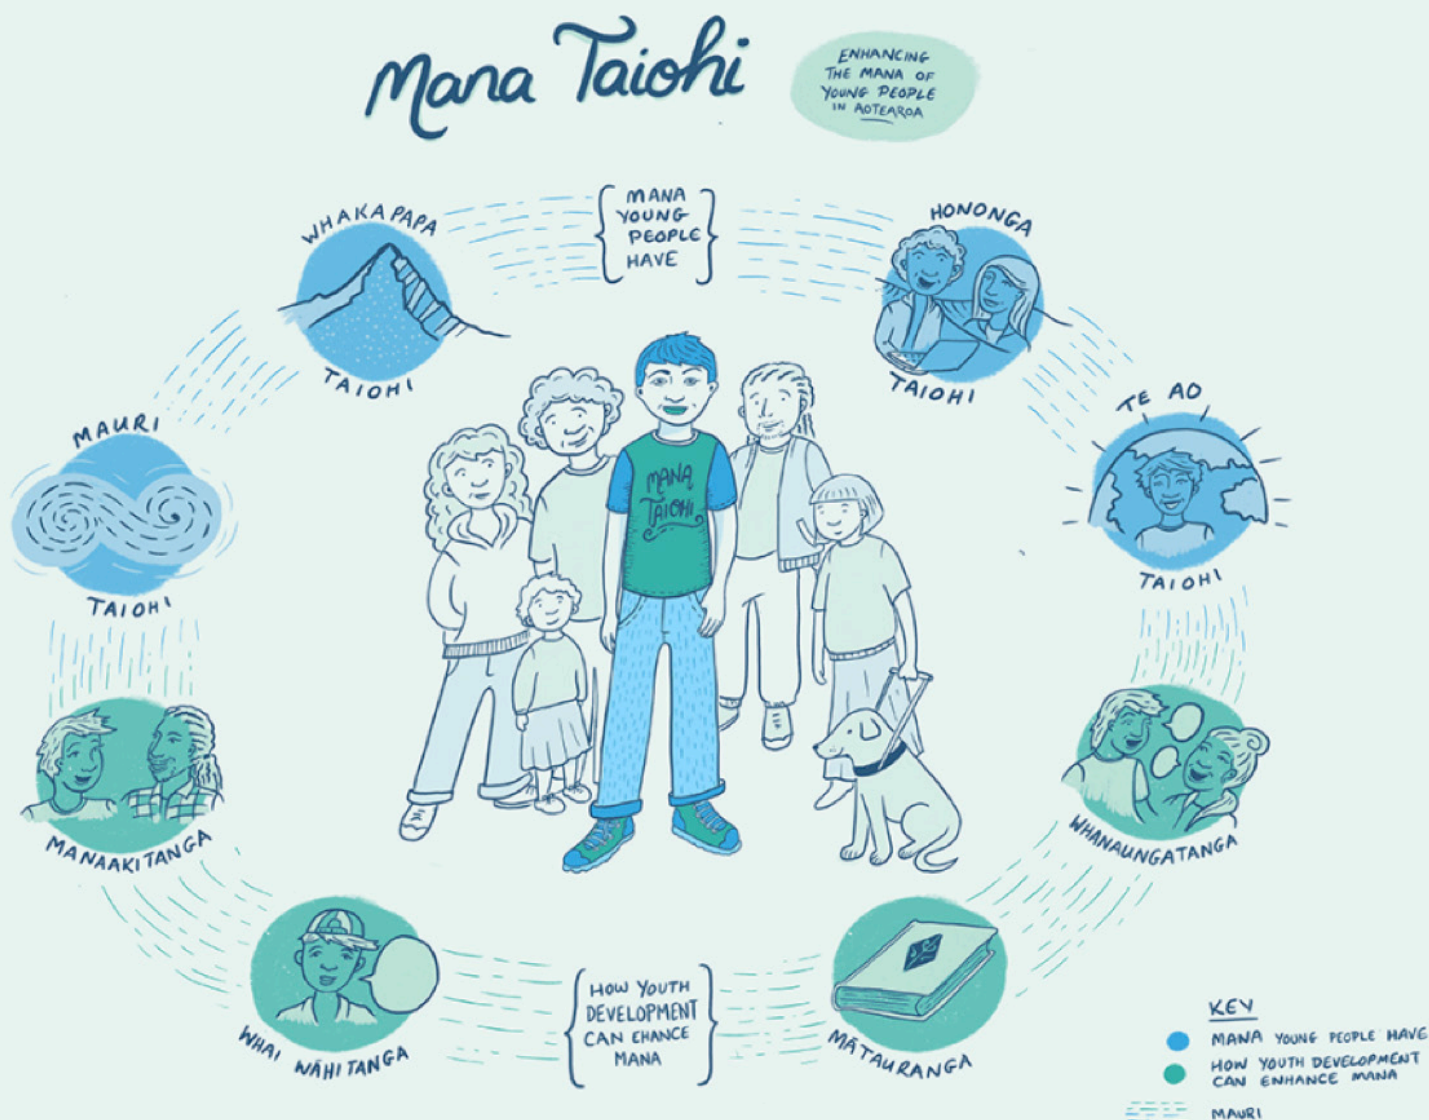 Mana Taiohi
ENHANCING
THE MANA OF
YOUNG PEOPLE
IN AOTEAROA
MANA
YOUNG
PEOPLE
HAVE
WHAKAPAPA
TAIOHI
HONONGA
TAIOHI
MAURI
TAIOHI
TE AO
TAIOHI
MANA
TAIOHI
MANAAKITANGA
WHANAUNGATANGA
WHAI WĀHITANGA
HOW YOUTH
DEVELOPMENT
CAN EHANCE
MANA
MĀTAURANGA
KEY
MANA YOUNG PEOPLE HAVE
HOW YOUTH DEVELOPMENT
CAN ENHANCE MANA
MAURI